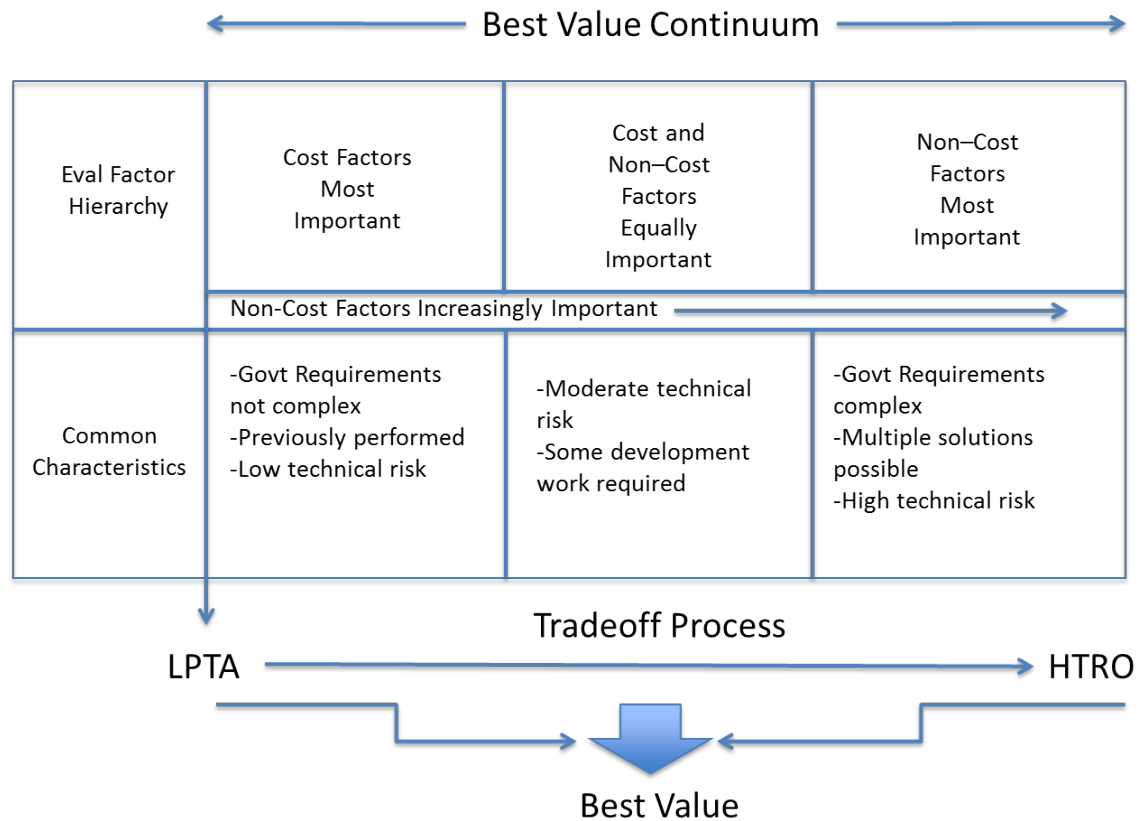 Best Value Continuum
Eval Factor
Hierarchy
Cost Factors
Most
Important
Cost and
Non–Cost
Factors
Equally
Important
Non–Cost
Factors
Most
Important
Non-Cost Factors Increasingly Important
Common
Characteristics
-Govt Requirements
not complex
-Previously performed
-Low technical risk
-Moderate technical
risk
-Some development
work required
-Govt Requirements
complex
-Multiple solutions
possible
-High technical risk
Tradeoff Process
LPTA
HTRO
Best Value